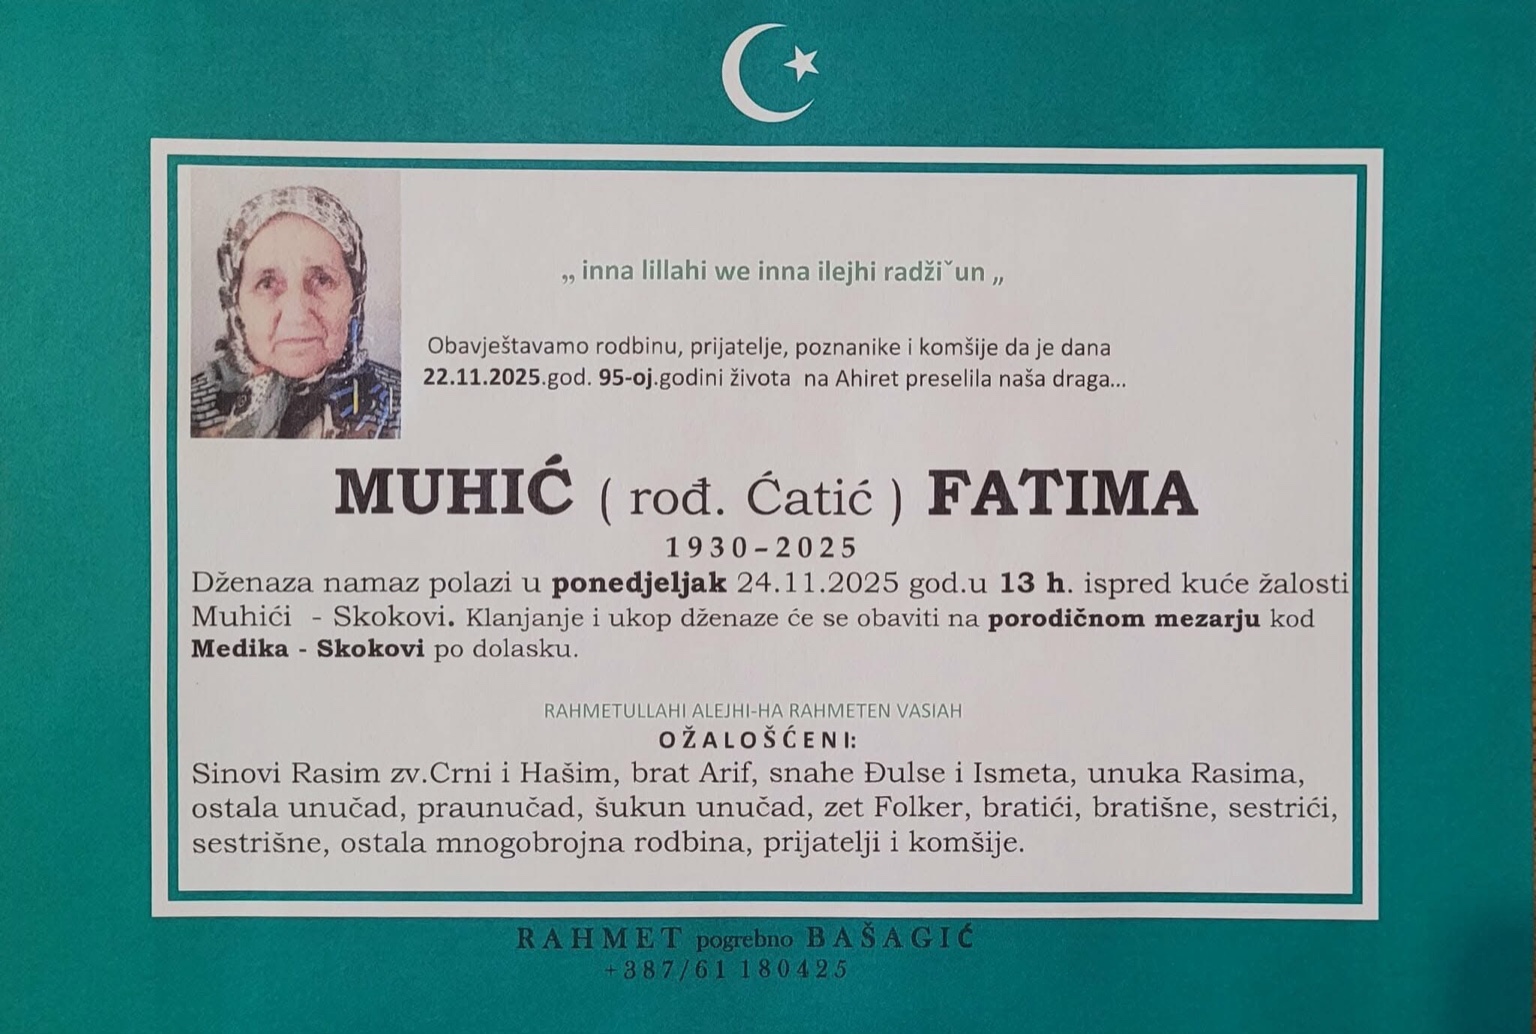 „ inna lillahi we inna ilejhi radžiˇun „
Obavještavamo rodbinu, prijatelje, poznanike i komšije da je dana
22.11.2025.god. 95-oj.godini života na Ahiret preselila naša draga...
MUHIĆ ( rođ. Ćatić ) FATIMA
1930-2025
Dženaza namaz polazi u ponedjeljak 24.11.2025 god.u 13 h. ispred kuće žalosti
Muhići - Skokovi. Klanjanje i ukop dženaze će se obaviti na porodičnom mezarju kod
Medika - Skokovi po dolasku.
RAHMETULLAHI ALEJHI-HA RAHMETEN VASIAH
OŽALOŠĆENI:
Sinovi Rasim zv.Crni i Hašim, brat Arif, snahe Đulse i Ismeta, unuka Rasima,
ostala unučad, praunučad, šukun unučad, zet Folker, bratići, bratišne, sestrići,
sestrišne, ostala mnogobrojna rodbina, prijatelji i komšije.
RAHMET pogrebno BAŠAGIĆ
+387/61 180425